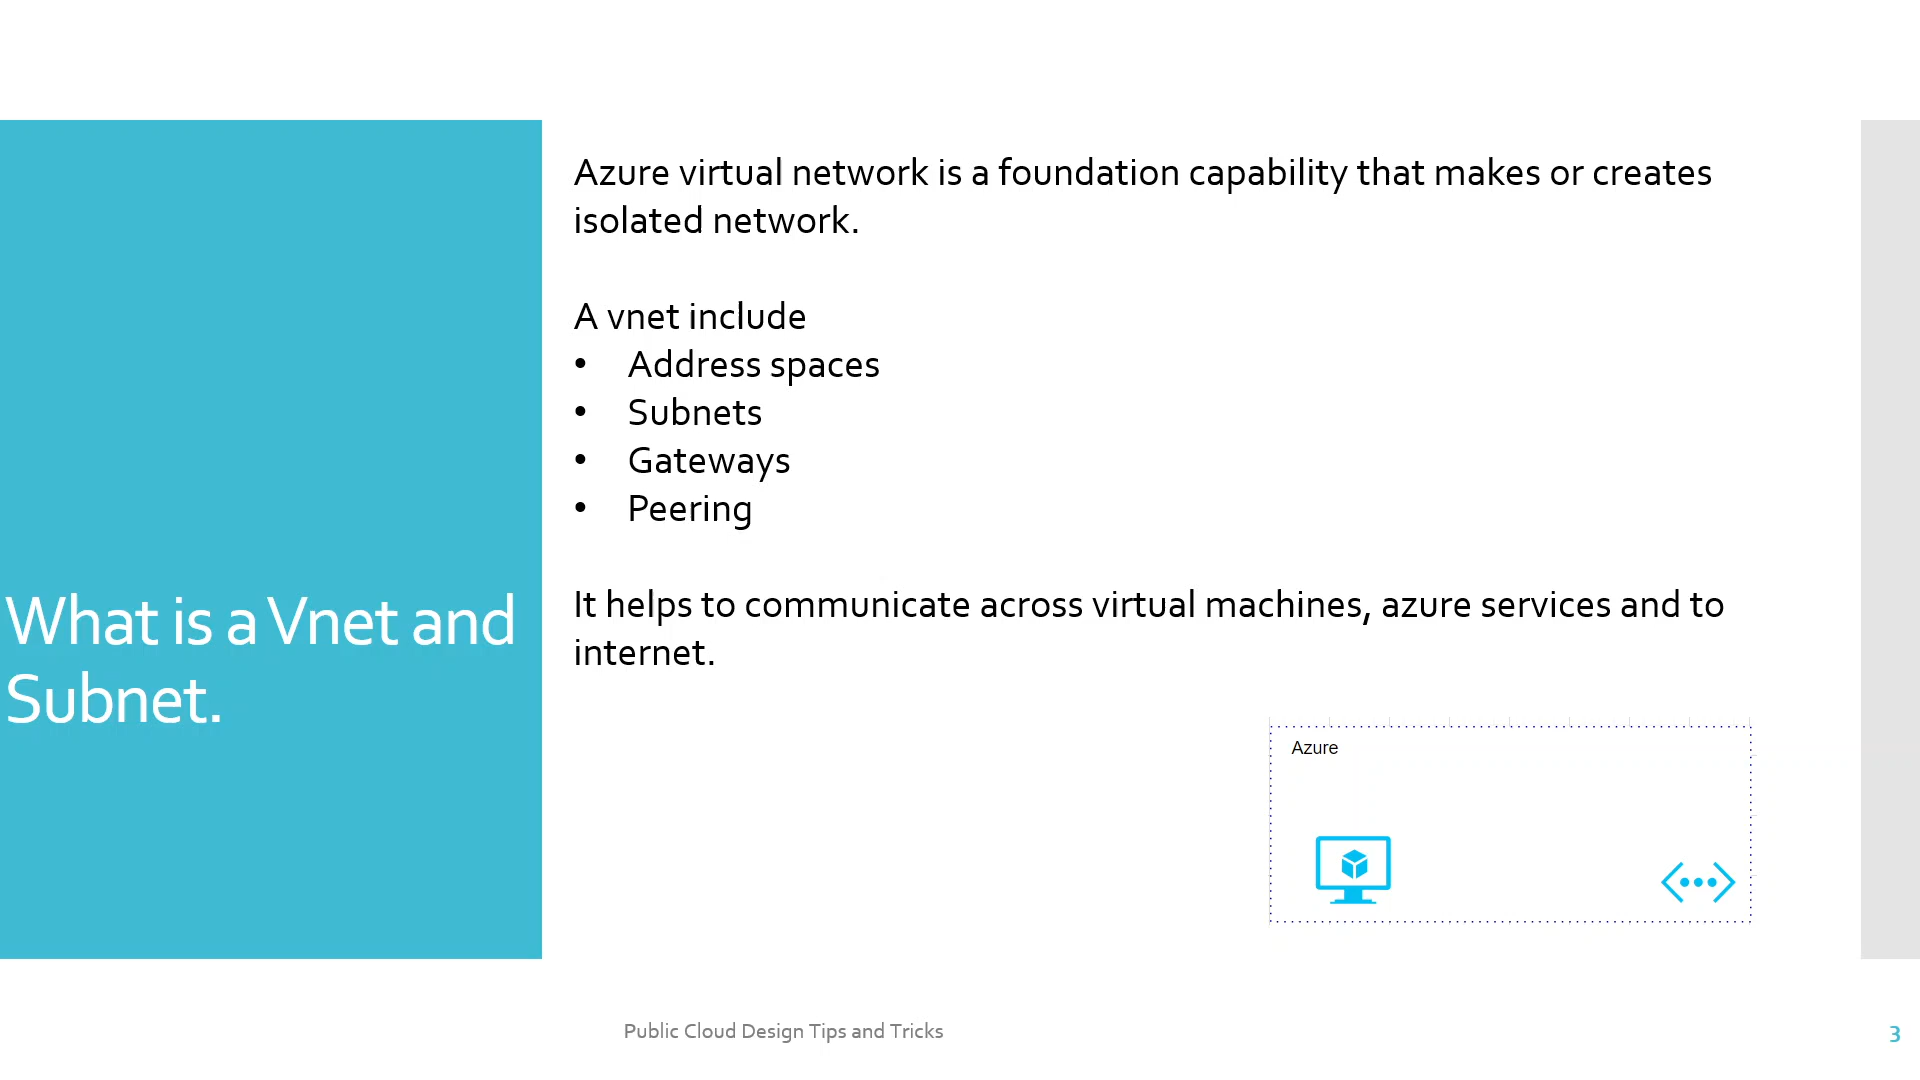 What is a Vnet and
Subnet.
Azure virtual network is a foundation capability that makes or creates
isolated network.
A vnet include
• Address spaces
• Subnets
• Gateways
• Peering
It helps to communicate across virtual machines, azure services and to
internet.
Azure
Public Cloud Design Tips and Tricks
3